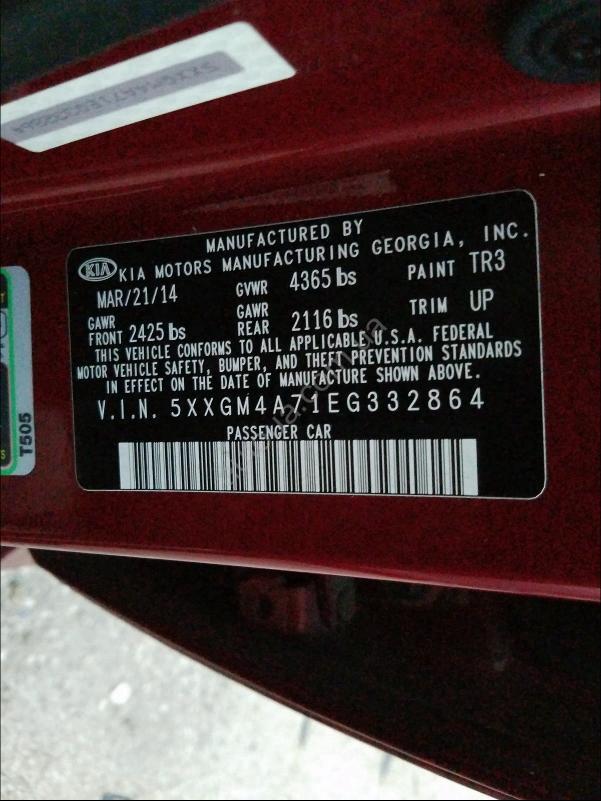 MANUFACTURED BY
KIA KIA MOTORS MANUFACTURING GEORGIA, INC.
MAR/21/14 GVWR 4365 lbs PAINT TR3
GAWR FRONT 2425 lbs GAWR REAR 2116 lbs TRIM UP
THIS VEHICLE CONFORMS TO ALL APPLICABLE U.S.A. FEDERAL
MOTOR VEHICLE SAFETY, BUMPER, AND THEFT PREVENTION STANDARDS
IN EFFECT ON THE DATE OF MANUFACTURE SHOWN ABOVE.
V.I.N.
PASSENGER CAR
T505